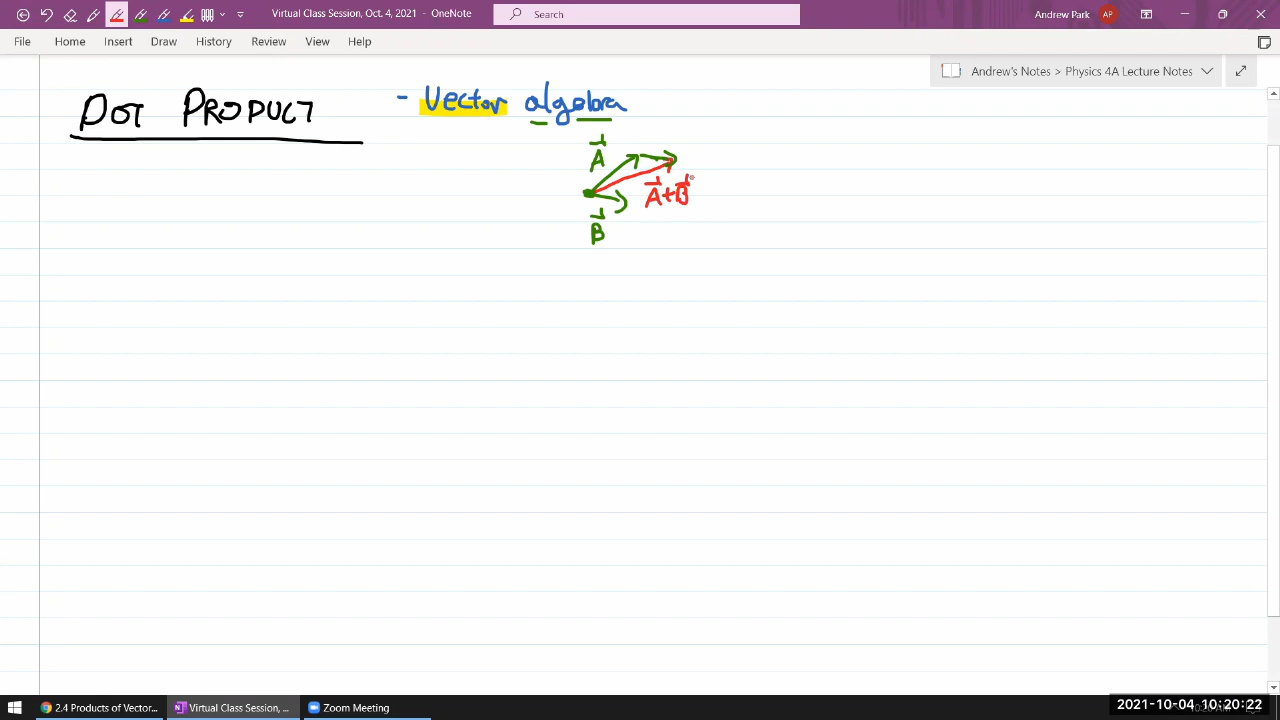 Virtual Class Session, Oct. 4, 2021 - OneNote
Search
Andrew Park
AP
File Home Insert Draw History Review View Help
Andrew's Notes > Physics 4A Lecture Notes
DOT PRODUCT
- Vector algebra
A
A+B
B
2.4 Products of Vector...
Virtual Class Session...
Zoom Meeting
2021-10-04 10:20:22